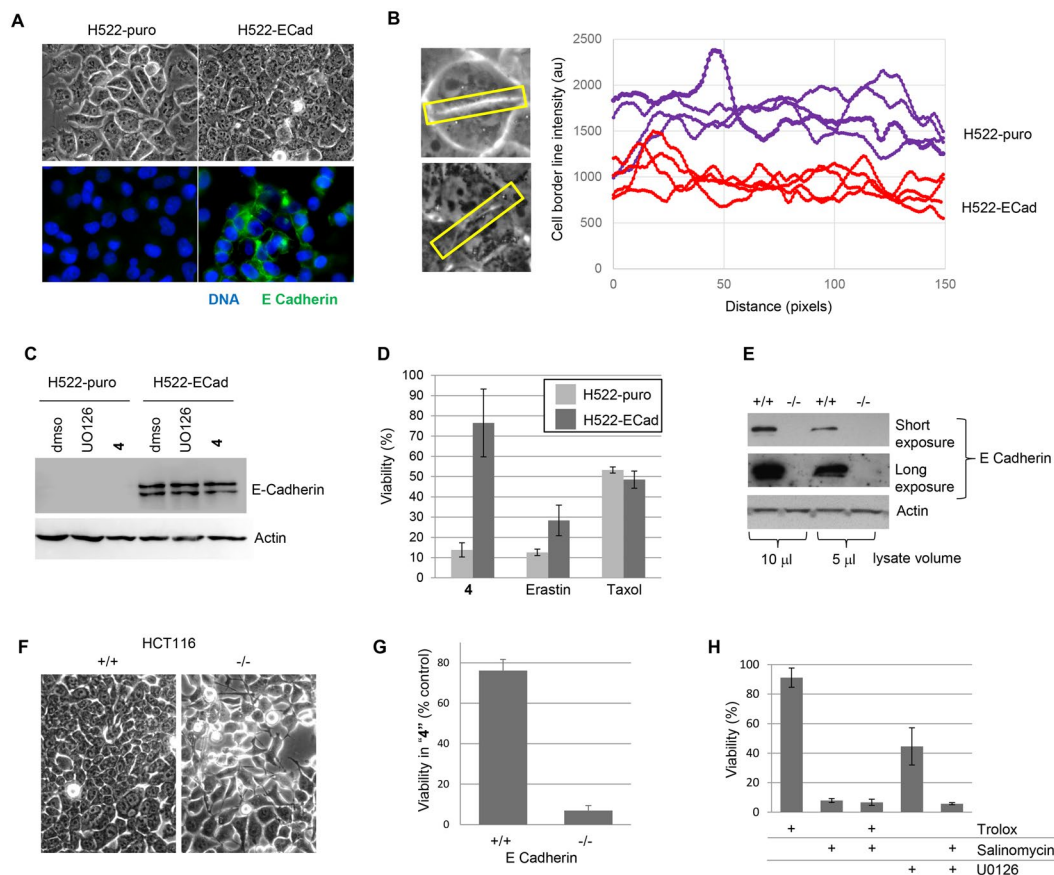 A
H522-puro H522-ECad
DNA E Cadherin
B
Cell border line intensity (au)
2500
2000
1500
1000
500
0
0 50 100 150
Distance (pixels)
H522-puro
H522-ECad
C
H522-puro H522-ECad
dmso UO126 4 dmso UO126 4
E-Cadherin
Actin
D
Viability (%)
100
90
80
70
60
50
40
30
20
10
0
H522-puro
H522-ECad
4 Erastin Taxol
E
+/+ -/- +/+ -/-
Short exposure
Long exposure
E Cadherin
Actin
10 µl 5 µl lysate volume
F
HCT116
+/+ -/-
G
Viability in “4” (% control)
80
60
40
20
0
+/+ -/-
E Cadherin
H
Viability (%)
100
80
60
40
20
0
+ + Trolox
+ + + Salinomycin
+ + U0126